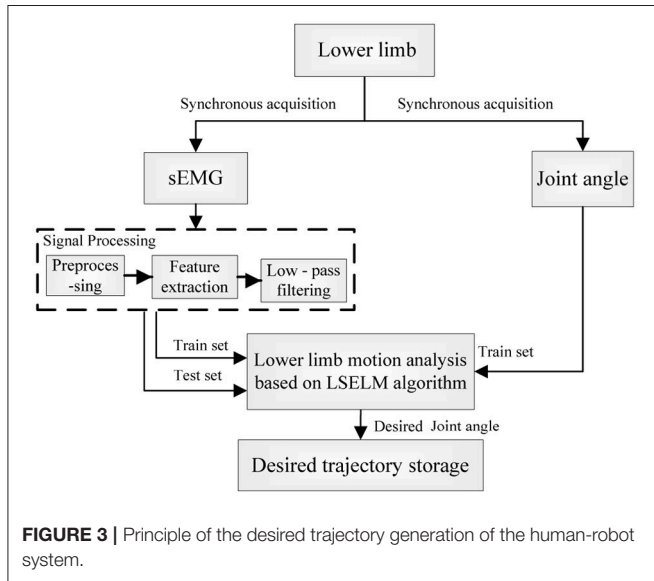 Lower limb
Synchronous acquisition
Synchronous acquisition
sEMG
Joint angle
Signal Processing
Preproces
-sing
Feature
extraction
Low - pass
filtering
Train set
Test set
Lower limb motion analysis
based on LSELM algorithm
Train set
Desired Joint angle
Desired trajectory storage
FIGURE 3 | Principle of the desired trajectory generation of the human-robot
system.